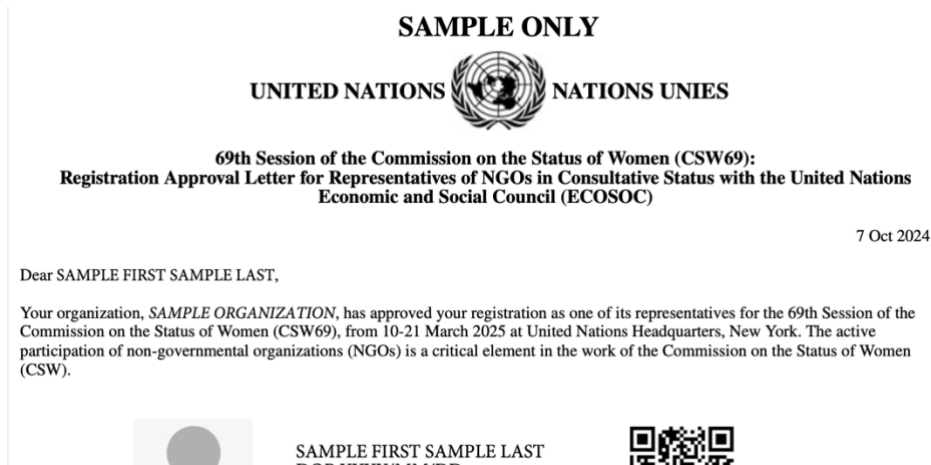 SAMPLE ONLY
UNITED NATIONS NATIONS UNIES
69th Session of the Commission on the Status of Women (CSW69):
Registration Approval Letter for Representatives of NGOs in Consultative Status with the United Nations
Economic and Social Council (ECOSOC)
7 Oct 2024
Dear SAMPLE FIRST SAMPLE LAST,
Your organization, SAMPLE ORGANIZATION, has approved your registration as one of its representatives for the 69th Session of the
Commission on the Status of Women (CSW69), from 10-21 March 2025 at United Nations Headquarters, New York. The active
participation of non-governmental organizations (NGOs) is a critical element in the work of the Commission on the Status of Women
(CSW).
SAMPLE FIRST SAMPLE LAST